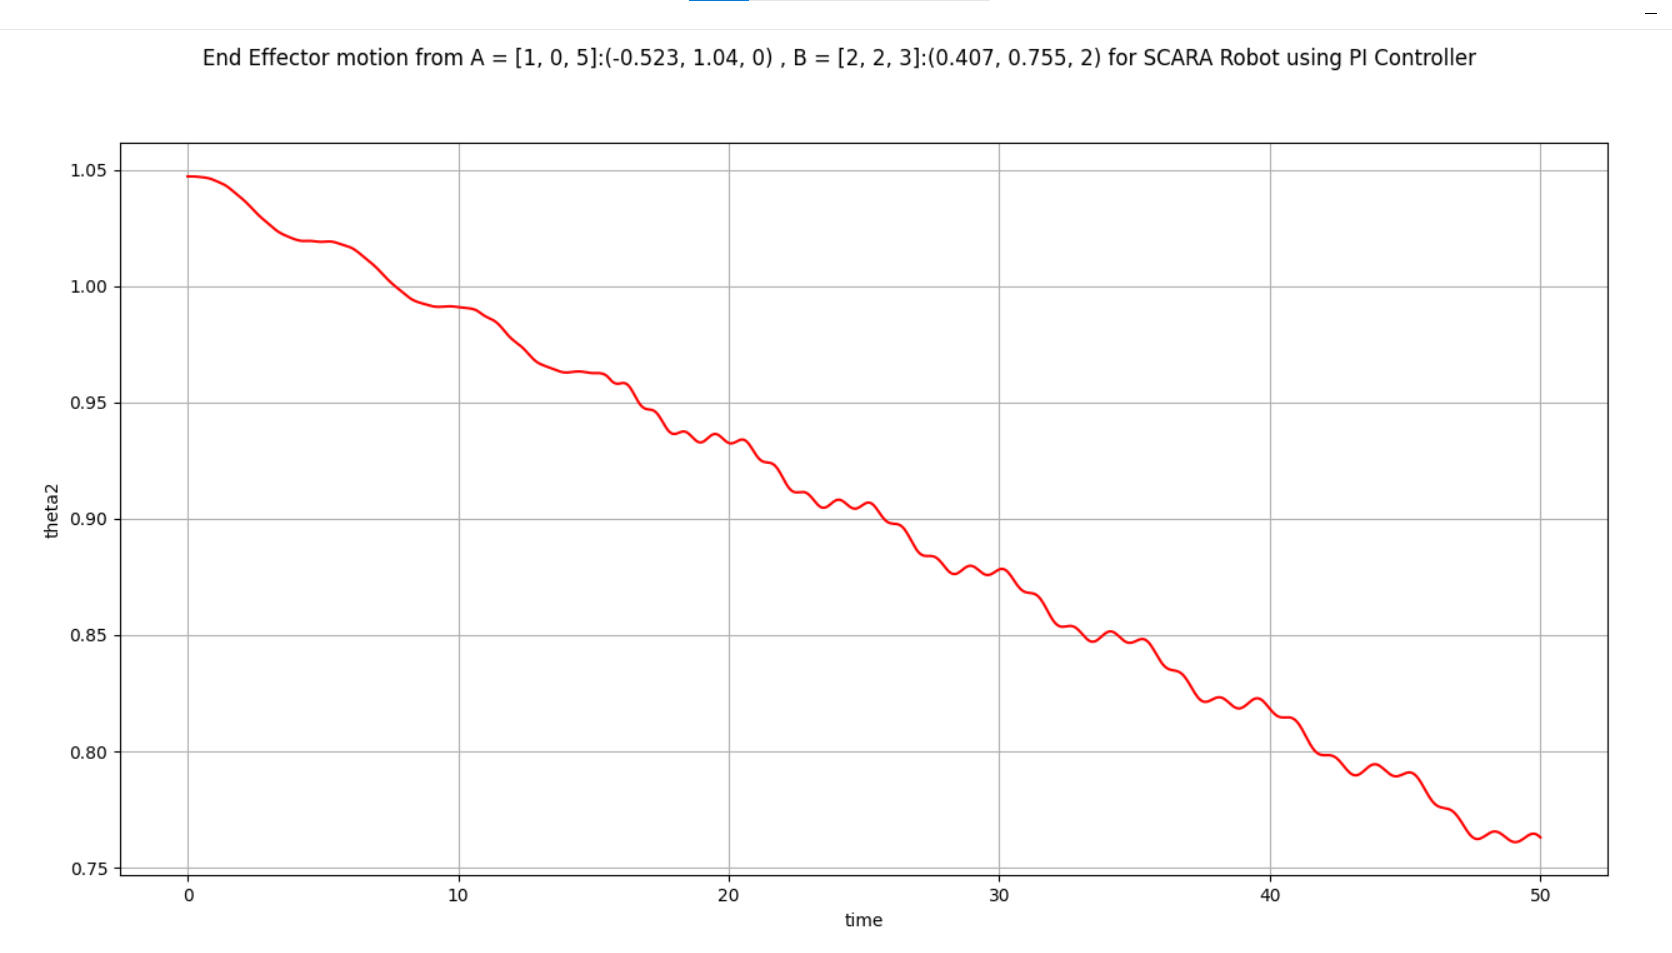 End Effector motion from A = [1, 0, 5]:(-0.523, 1.04, 0) , B = [2, 2, 3]:(0.407, 0.755, 2) for SCARA Robot using PI Controller
1.05
1.00
0.95
0.90
0.85
0.80
0.75
theta2
0 10 20 30 40 50
time